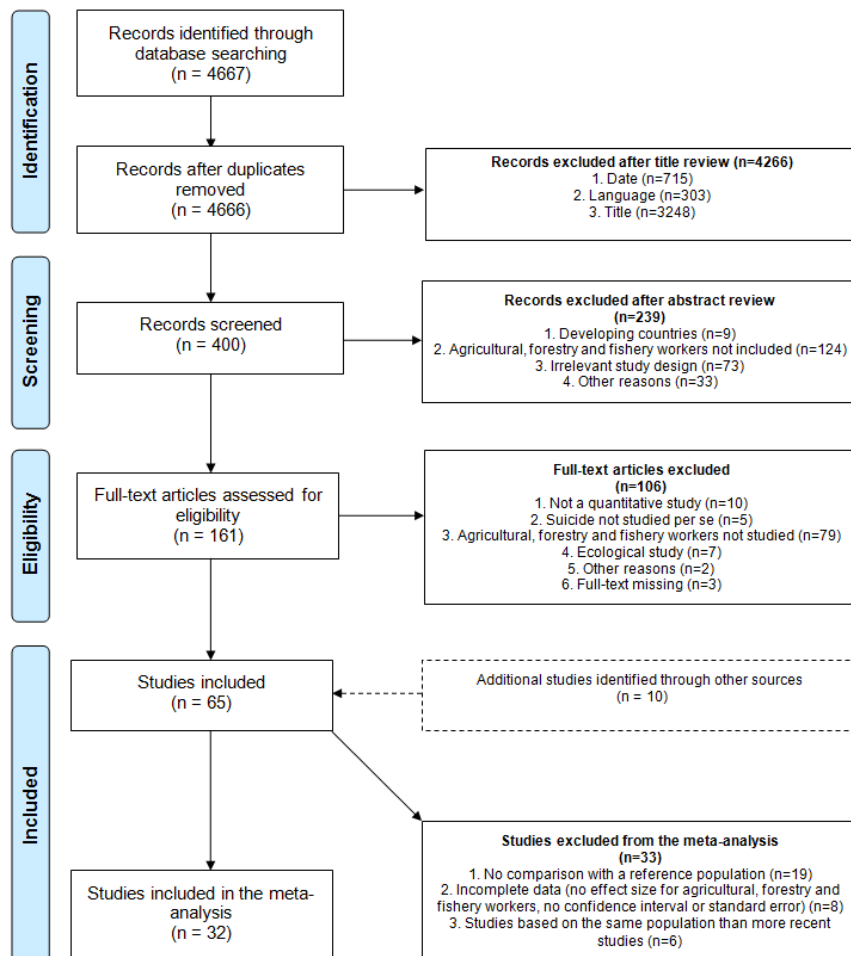 Identification
Records identified through
database searching
(n = 4667)
Records after duplicates
removed
(n = 4666)
Records excluded after title review (n=4266)
1. Date (n=715)
2. Language (n=303)
3. Title (n=3248)
Screening
Records screened
(n = 400)
Records excluded after abstract review
(n=239)
1. Developing countries (n=9)
2. Agricultural, forestry and fishery workers not included (n=124)
3. Irrelevant study design (n=73)
4. Other reasons (n=33)
Eligibility
Full-text articles assessed for
eligibility
(n = 161)
Full-text articles excluded
(n=106)
1. Not a quantitative study (n=10)
2. Suicide not studied per se (n=5)
3. Agricultural, forestry and fishery workers not studied (n=79)
4. Ecological study (n=7)
5. Other reasons (n=2)
6. Full-text missing (n=3)
Included
Studies included
(n = 65)
Additional studies identified through other sources
(n = 10)
Studies included in the meta-
analysis
(n = 32)
Studies excluded from the meta-analysis
(n=33)
1. No comparison with a reference population (n=19)
2. Incomplete data (no effect size for agricultural, forestry and
fishery workers, no confidence interval or standard error) (n=8)
3. Studies based on the same population than more recent
studies (n=6)